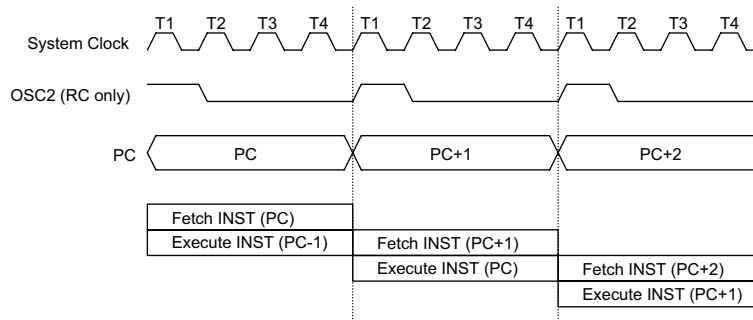 T1 T2 T3 T4 T1 T2 T3 T4 T1 T2 T3 T4
System Clock
OSC2 (RC only)
PC PC PC+1 PC+2
Fetch INST (PC)
Execute INST (PC-1) Fetch INST (PC+1)
Execute INST (PC) Fetch INST (PC+2)
Execute INST (PC+1)